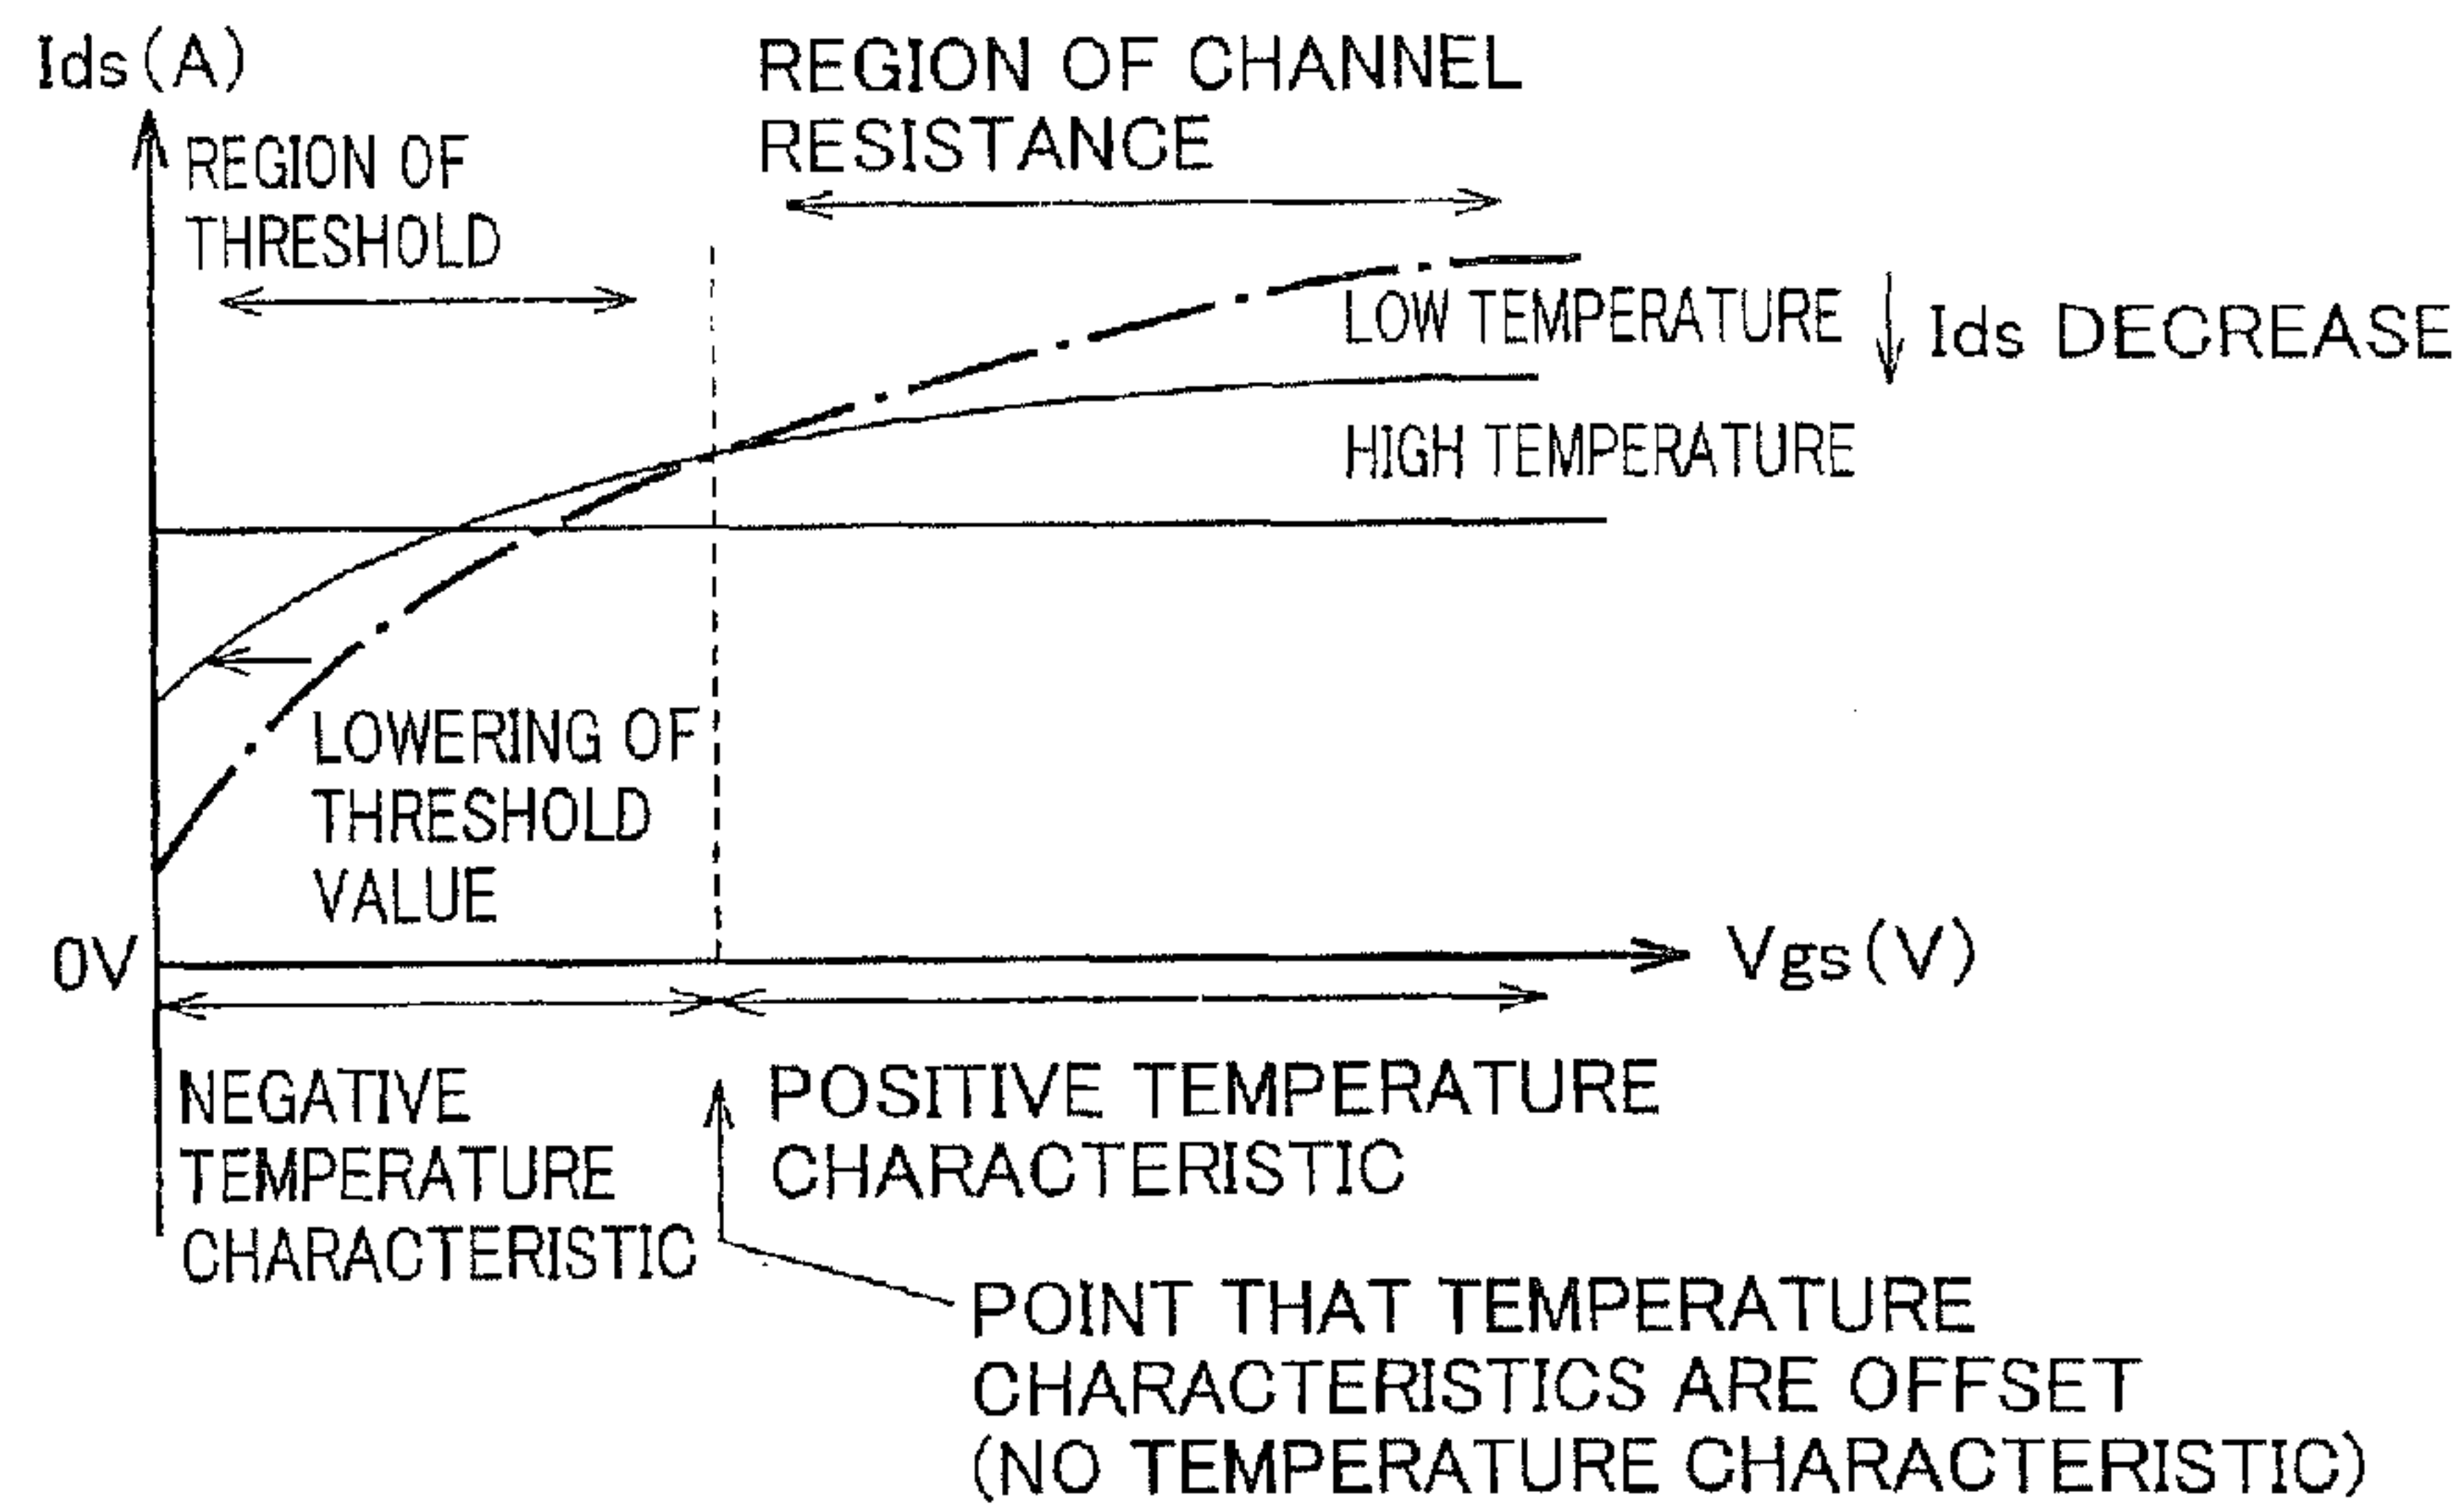 Ids(A)
REGION OF
THRESHOLD
REGION OF CHANNEL
RESISTANCE
LOW TEMPERATURE
Ids DECREASE
HIGH TEMPERATURE
LOWERING OF
THRESHOLD
VALUE
0V
Vgs(V)
NEGATIVE
TEMPERATURE
CHARACTERISTIC
POSITIVE TEMPERATURE
CHARACTERISTIC
POINT THAT TEMPERATURE
CHARACTERISTICS ARE OFFSET
(NO TEMPERATURE CHARACTERISTIC)